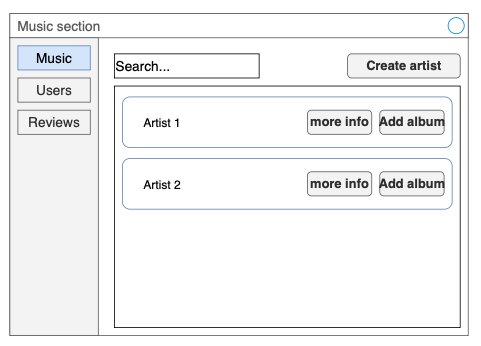 Music section
Music
Users
Reviews
Search...
Create artist
Artist 1
more info
Add album
Artist 2
more info
Add album